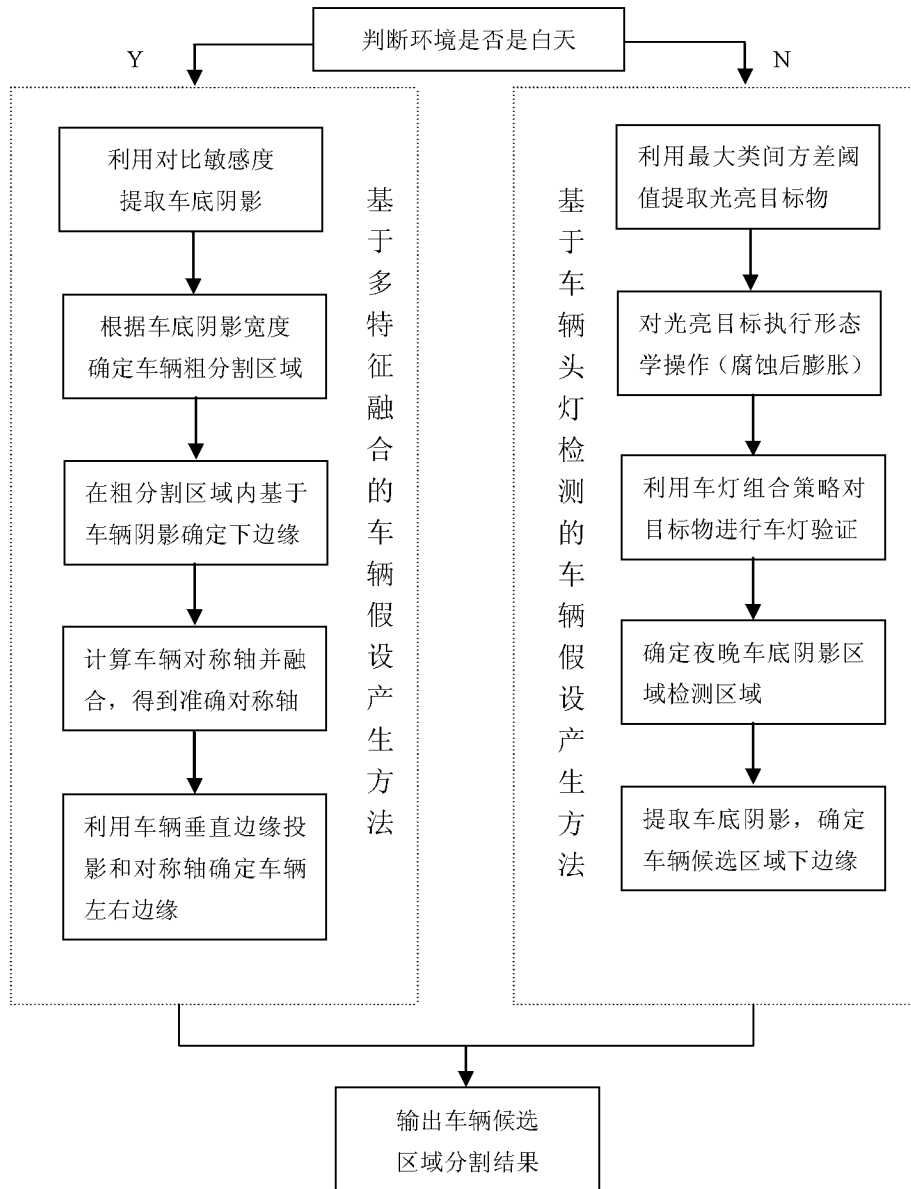 判断环境是否是白天
Y
N
利用对比敏感度
提取车底阴影
根据车底阴影宽度
确定车辆粗分割区域
在粗分割区域内基于
车辆阴影确定下边缘
计算车辆对称轴并融
合，得到准确对称轴
利用车辆垂直边缘投
影和对称轴确定车辆
左右边缘
基于多特征融合的车辆假设产生方法
基于车辆头灯检测的车辆假设产生方法
利用最大类间方差阈
值提取光亮目标物
对光亮目标执行形态
学操作（腐蚀后膨胀）
利用车灯组合策略对
目标物进行车灯验证
确定夜晚车底阴影区
域检测区域
提取车底阴影，确定
车辆候选区域下边缘
输出车辆候选
区域分割结果